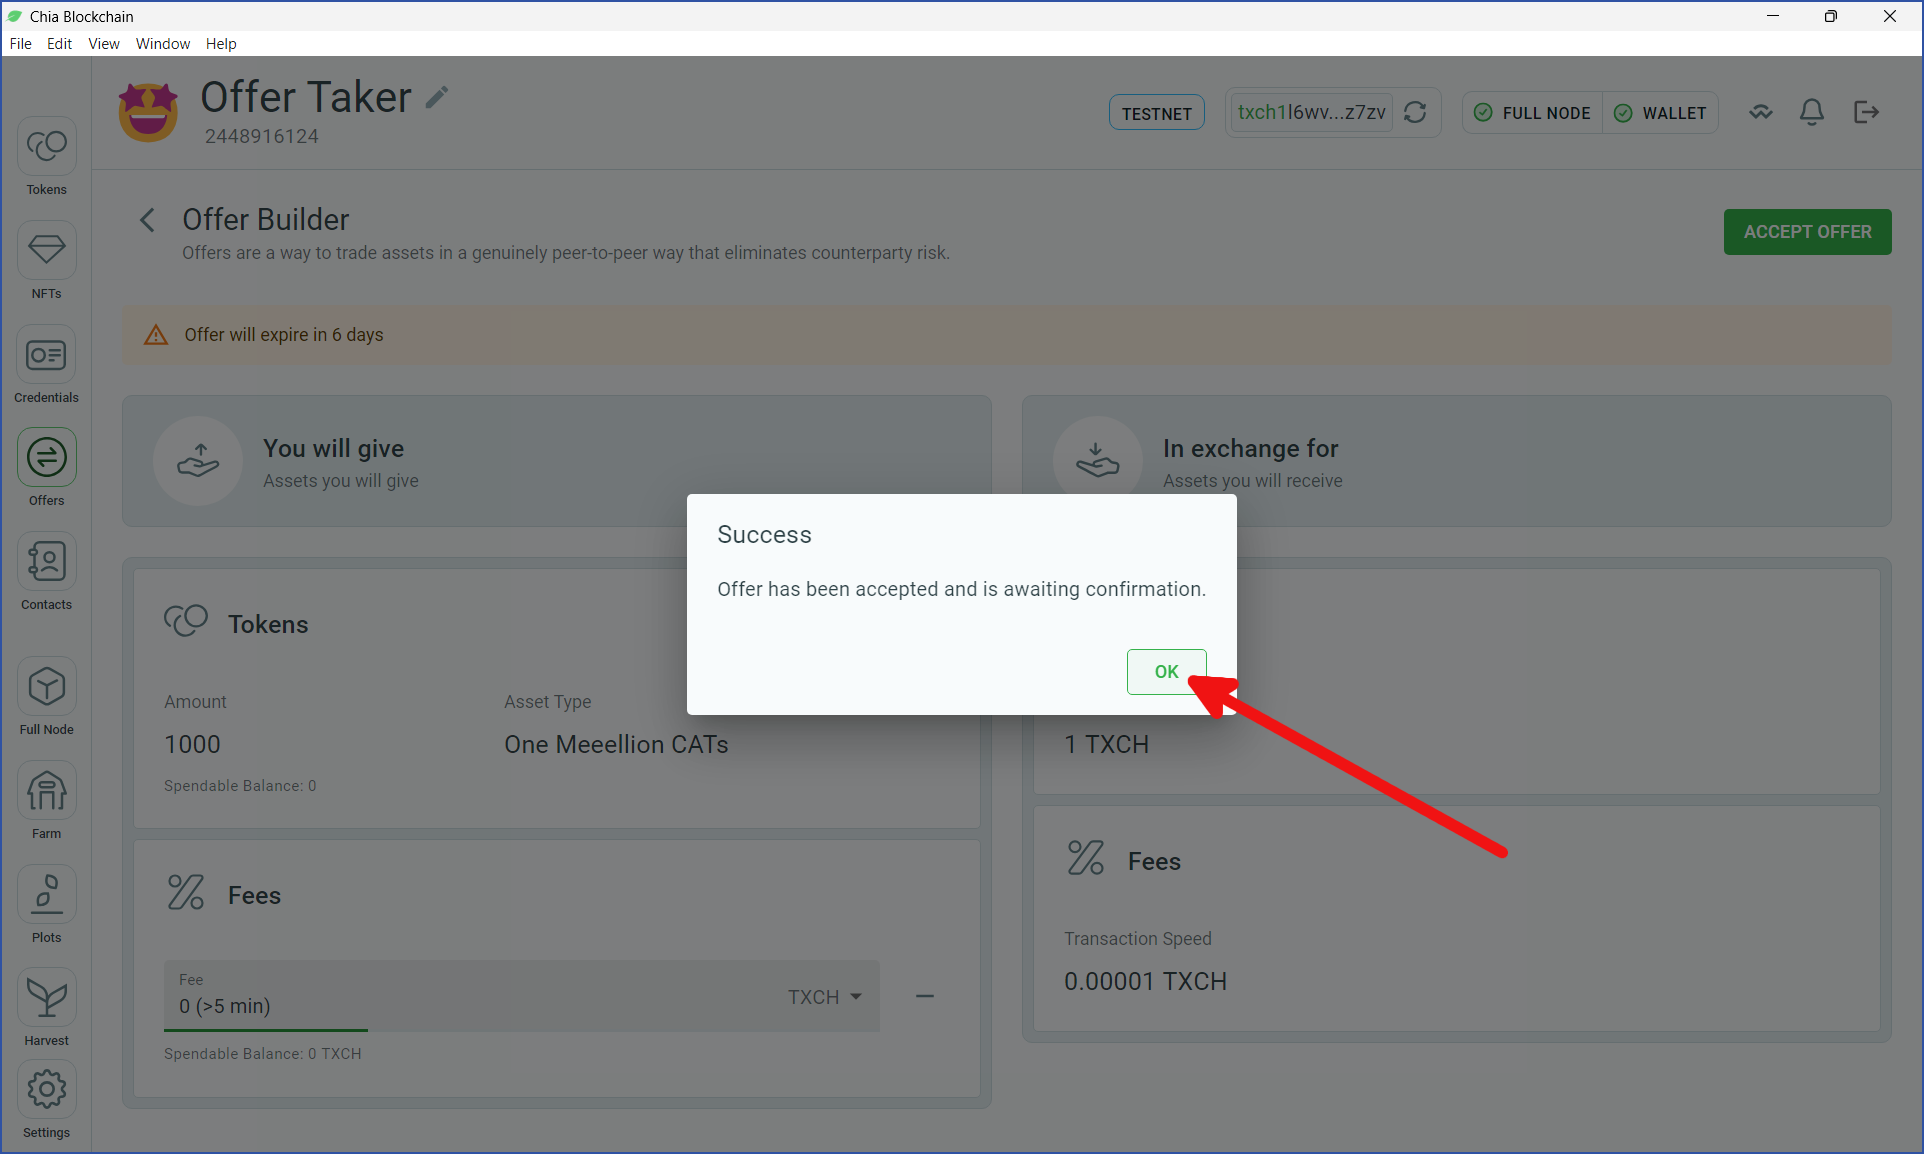 Chia Blockchain
File Edit View Window Help
Offer Taker
2448916124
TESTNET
txch1l6wv...z7zv
FULL NODE
WALLET
Tokens
NFTs
Credentials
Offers
Contacts
Full Node
Farm
Plots
Harvest
Settings
Offer Builder
Offers are a way to trade assets in a genuinely peer-to-peer way that eliminates counterparty risk.
ACCEPT OFFER
Offer will expire in 6 days
You will give
Assets you will give
In exchange for
Assets you will receive
Success
Offer has been accepted and is awaiting confirmation.
OK
Tokens
Amount
Asset Type
1000
One Meeellion CATs
Spendable Balance: 0
Fees
Fee
0 (>5 min)
TXCH
Spendable Balance: 0 TXCH
1 TXCH
Fees
Transaction Speed
0.00001 TXCH